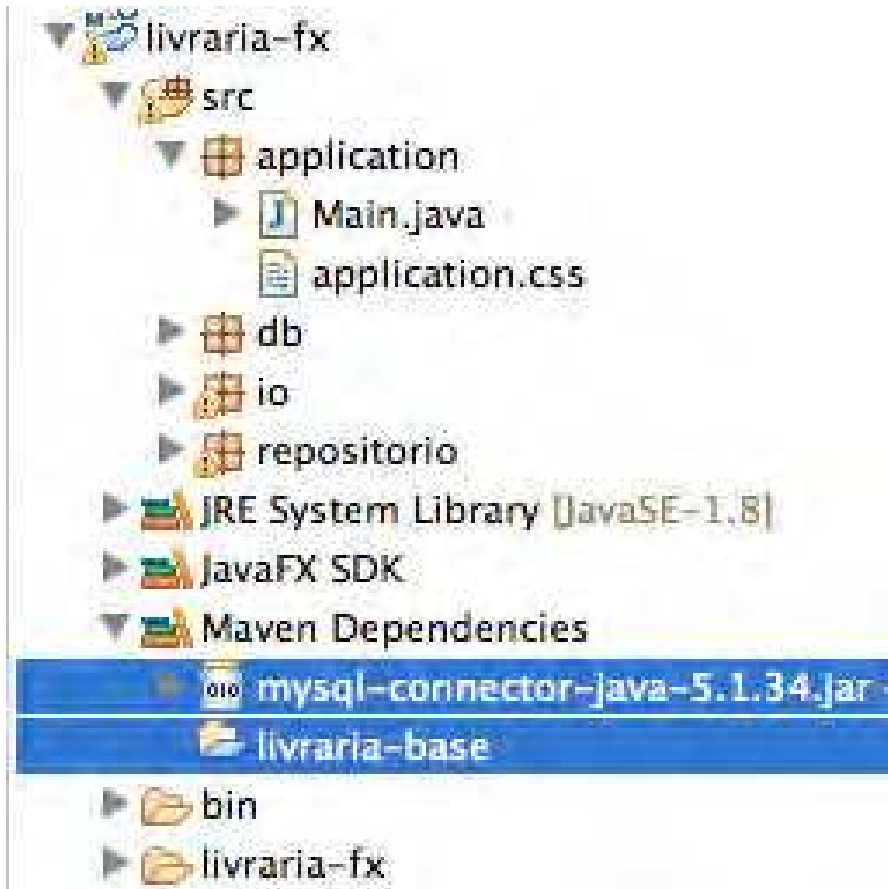 livraria-fx
src
application
Main.java
application.css
db
io
repositorio
JRE System Library [JavaSE-1.8]
JavaFX SDK
Maven Dependencies
mysql-connector-java-5.1.34.jar
livraria-base
bin
livraria-fx